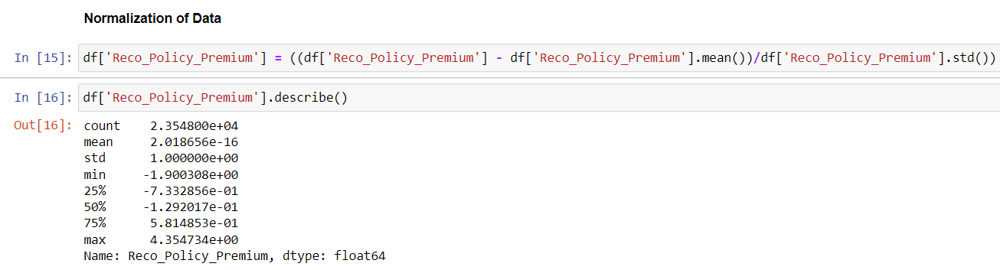 Normalization of Data
In [15]: df['Reco_Policy_Premium'] = ((df['Reco_Policy_Premium'] - df['Reco_Policy_Premium'].mean())/df['Reco_Policy_Premium'].std())
In [16]: df['Reco_Policy_Premium'].describe()
Out[16]: count    2.354800e+04
mean     2.018656e-16
std      1.000000e+00
min     -1.900308e+00
25%     -7.332856e-01
50%     -1.292017e-01
75%      5.814853e-01
max      4.354734e+00
Name: Reco_Policy_Premium, dtype: float64